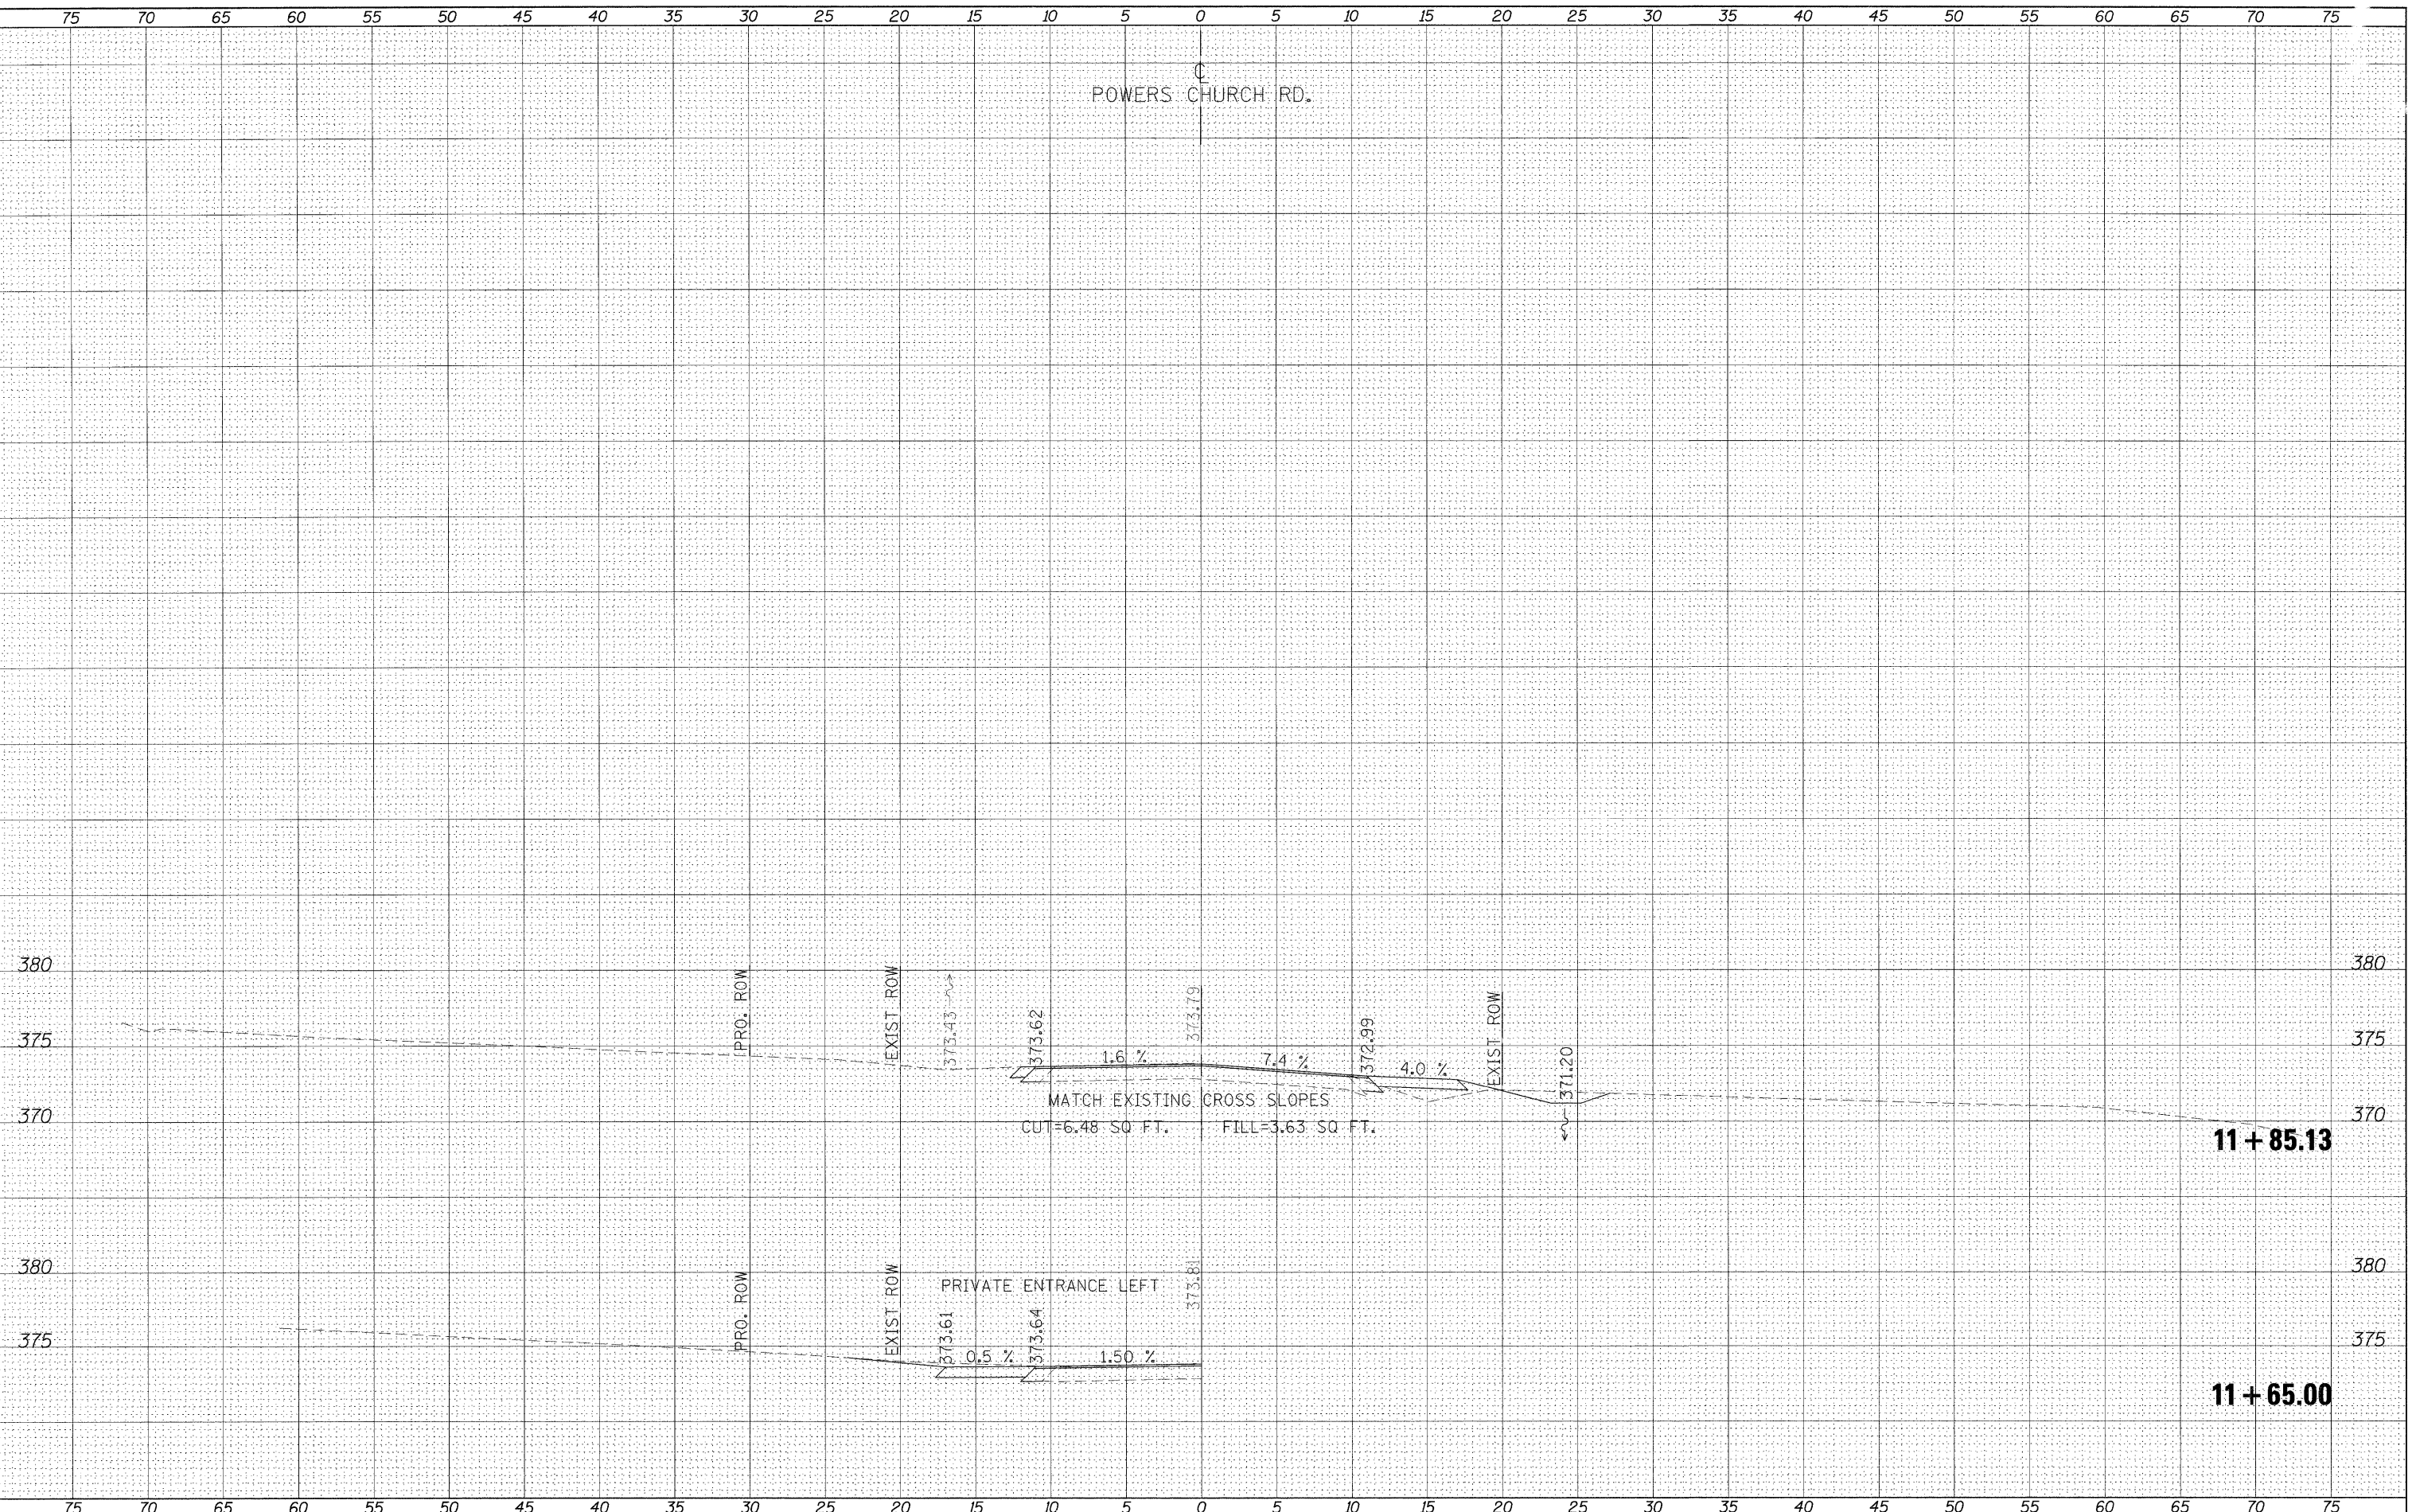 75 70 65 60 55 50 45 40 35 30 25 20 15 10 5 0 5 10 15 20 25 30 35 40 45 50 55 60 65 70 75
℄
POWERS CHURCH RD.
380 380
PRO. ROW
EXIST ROW
373.43
373.62
373.79
372.99
EXIST ROW
371.20
375 375
1.6 % 7.4 % 4.0 %
MATCH EXISTING CROSS SLOPES
370 370
CUT=6.48 SQ FT. FILL=3.63 SQ FT.
11+85.13
380 380
PRO. ROW
EXIST ROW
PRIVATE ENTRANCE LEFT
373.61
373.64
373.81
375 375
0.5 % 1.50 %
11+65.00
75 70 65 60 55 50 45 40 35 30 25 20 15 10 5 0 5 10 15 20 25 30 35 40 45 50 55 60 65 70 75